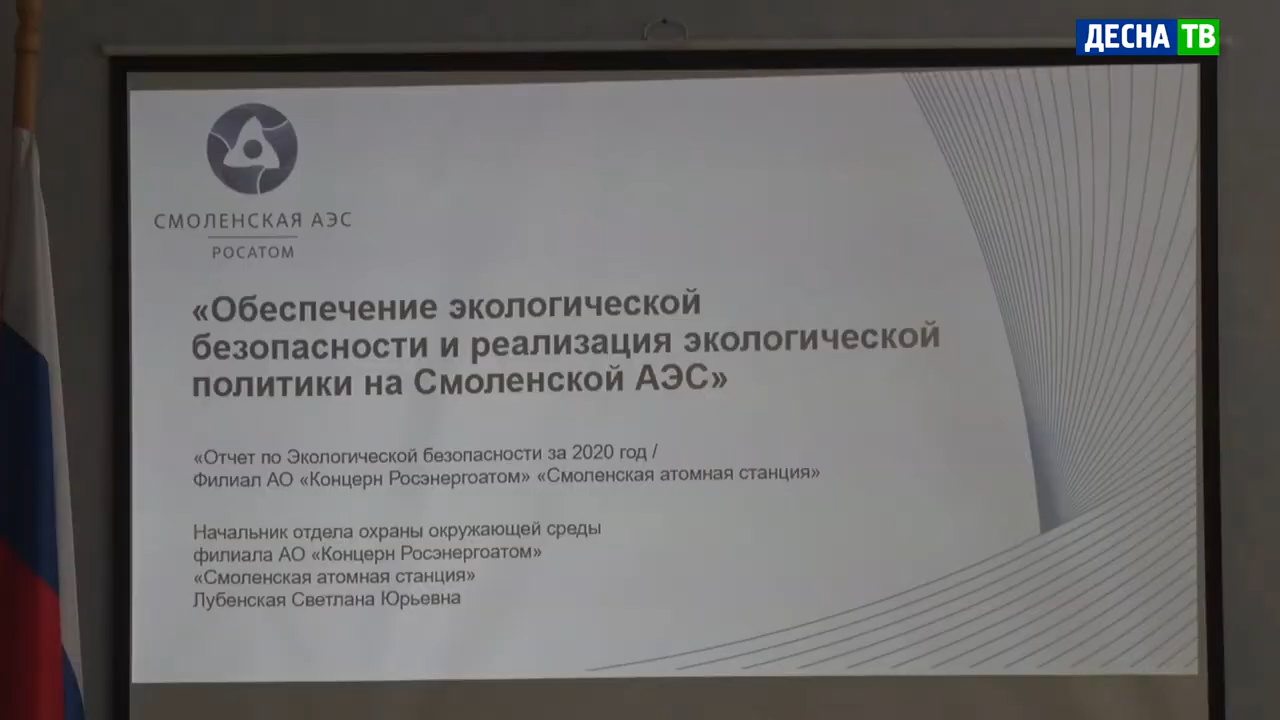 ДЕСНА ТВ
СМОЛЕНСКАЯ АЭС
РОСАТОМ
«Обеспечение экологической
безопасности и реализация экологической
политики на Смоленской АЭС»
«Отчет по Экологической безопасности за 2020 год /
Филиал АО «Концерн Росэнергоатом» «Смоленская атомная станция»
Начальник отдела охраны окружающей среды
филиала АО «Концерн Росэнергоатом»
«Смоленская атомная станция»
Лубенская Светлана Юрьевна